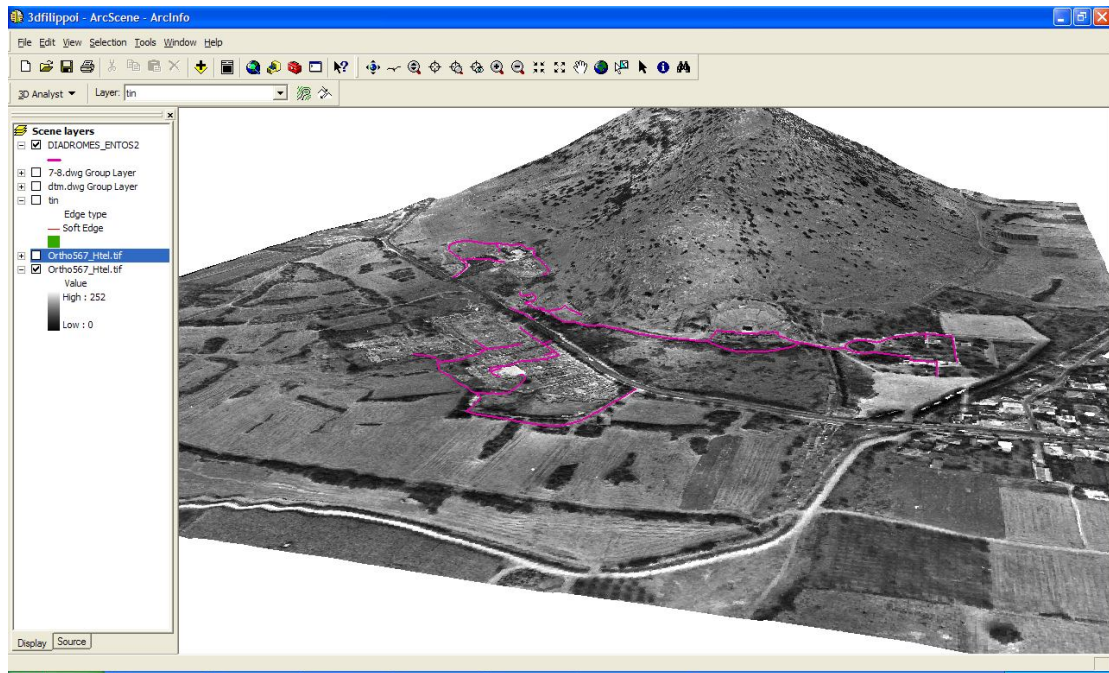 3dfilippoi - ArcScene - ArcInfo
File Edit View Selection Tools Window Help
3D Analyst Layer: tin
Scene layers
DIADROMES_ENTOS2
7-8.dwg Group Layer
dtm.dwg Group Layer
tin
Edge type
Soft Edge
Ortho567_Htel.tif
Ortho567_Htel.tif
Value
High : 252
Low : 0
Display Source